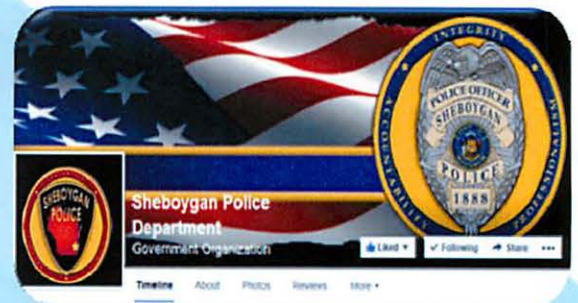 INTEGRITY
ACCOUNTABILITY
PROFESSIONALISM
POLICE OFFICER
SHEBOYGAN
POLICE
1888
SHEBOYGAN
POLICE
Sheboygan Police
Department
Government Organization
Liked
Following
Share
Timeline
About
Photos
Reviews
More